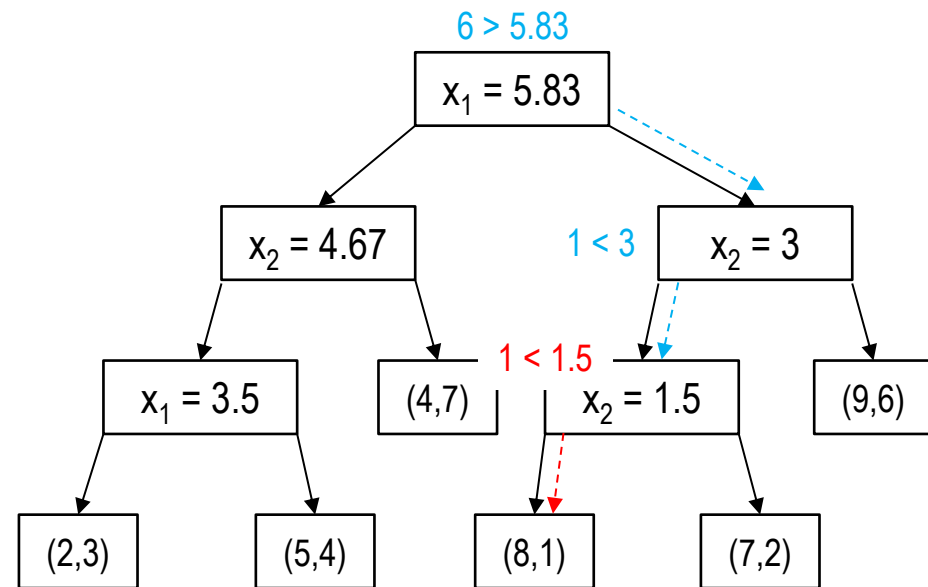 6 > 5.83
x₁ = 5.83
x₂ = 4.67
1 < 3
x₂ = 3
1 < 1.5
x₁ = 3.5
(4,7)
x₂ = 1.5
(9,6)
(2,3)
(5,4)
(8,1)
(7,2)